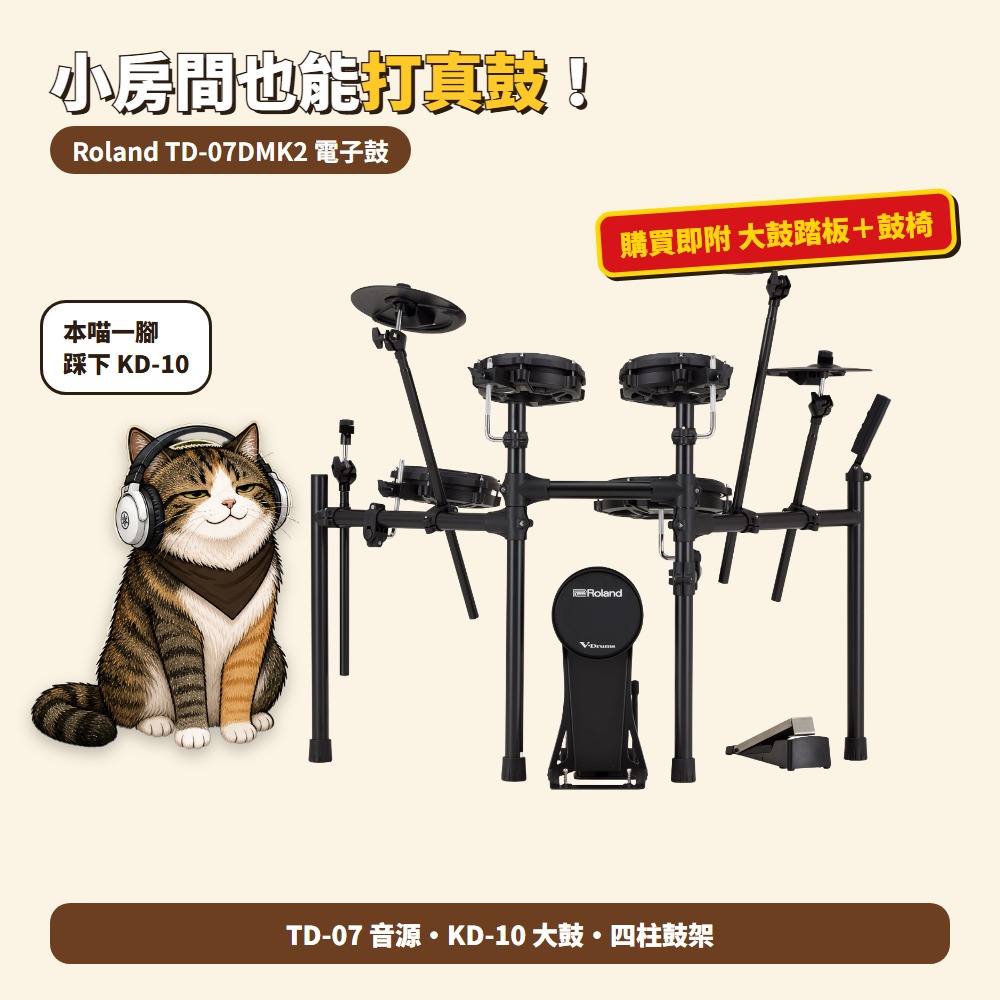 小房間也能打真鼓！
Roland TD-07DMK2 電子鼓
購買即附 大鼓踏板＋鼓椅
本喵一腳
踩下 KD-10
Roland
V-Drums
TD-07 音源・KD-10 大鼓・四柱鼓架